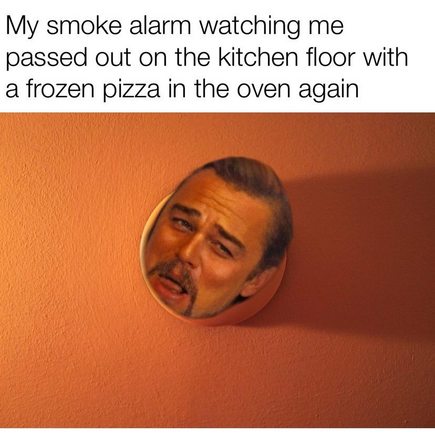 My smoke alarm watching me
passed out on the kitchen floor with
a frozen pizza in the oven again